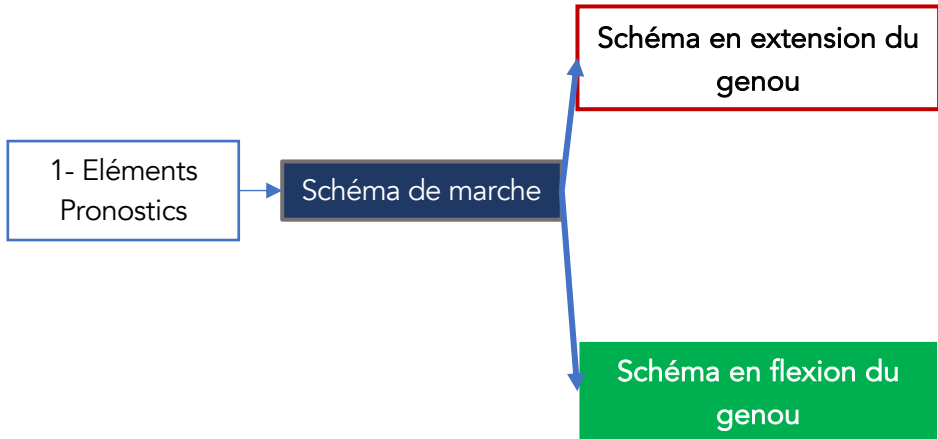 Schéma en extension du
genou
1- Eléments
Pronostics
Schéma de marche
Schéma en flexion du
genou